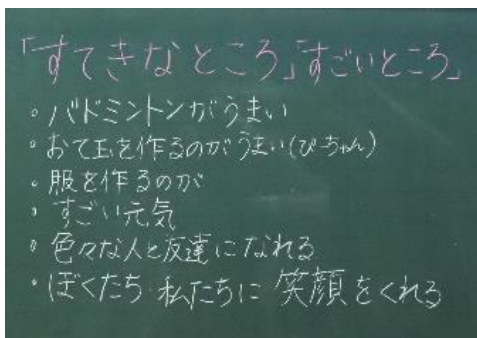 「すてきなところ」「すごいところ」
・バドミントンがうまい
・おて玉を作るのがうまい(ぴーちゃん)
・服を作るのが
・すごい元気
・色々な人と友達になれる
・ぼくたち 私たちに 笑顔をくれる